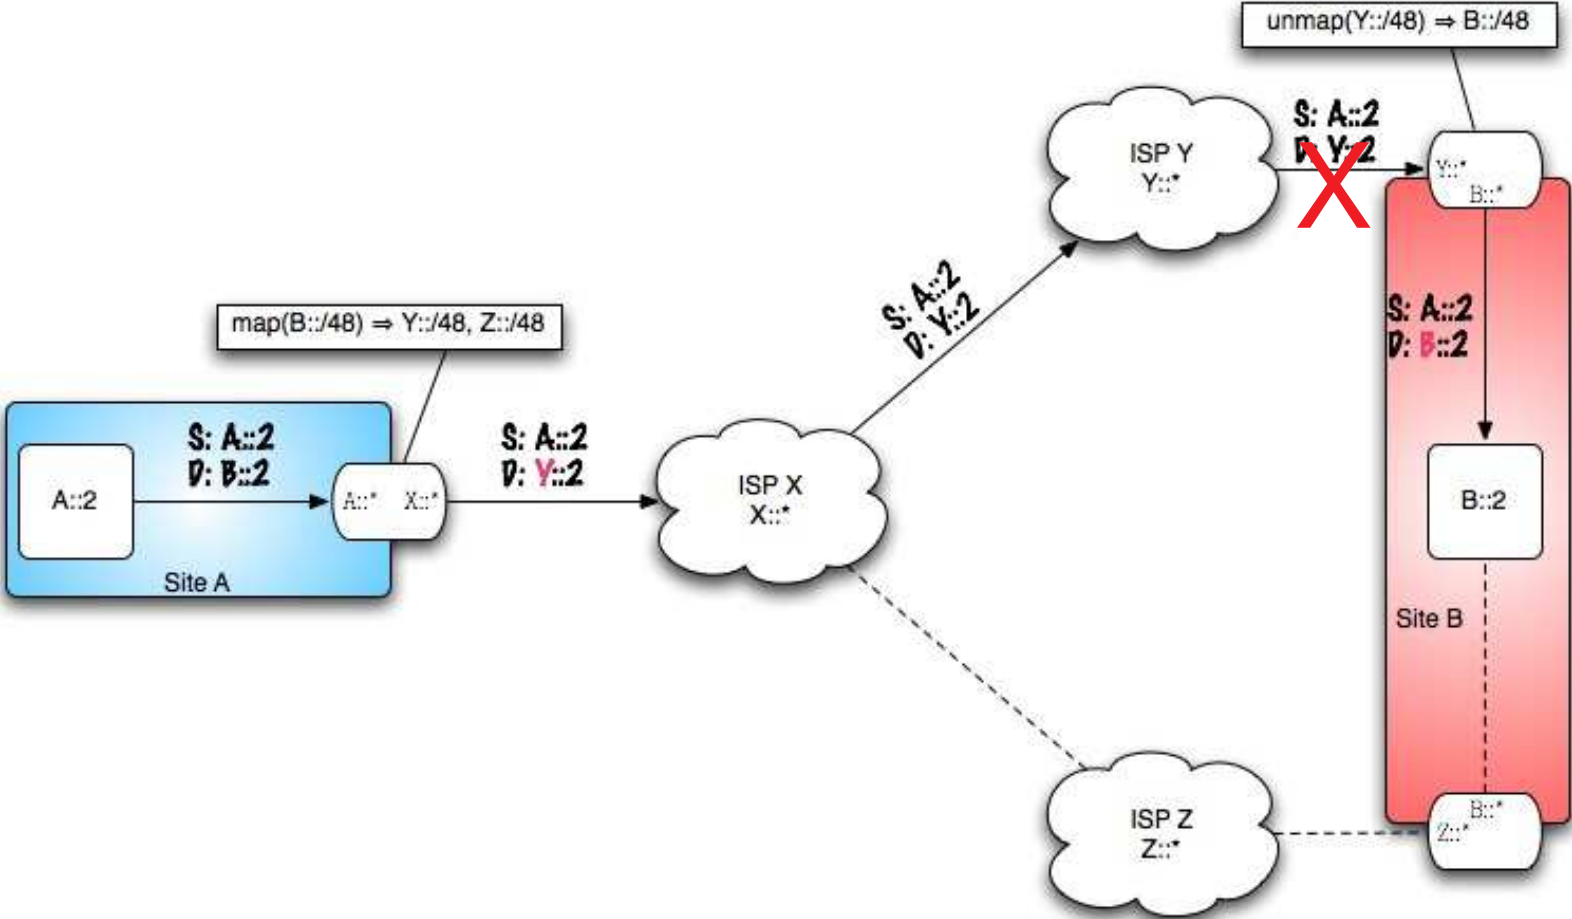 unmap(Y::/48) ⇒ B::/48
S: A::2
D: Y::2
ISP Y
Y::*
Y::*
B::*
S: A::2
D: Y::2
S: A::2
D: B::2
map(B::/48) ⇒ Y::/48, Z::/48
S: A::2
D: B::2
S: A::2
D: Y::2
A::2
A::* X::*
ISP X
X::*
B::2
Site A
Site B
ISP Z
Z::*
B::*
Z::*